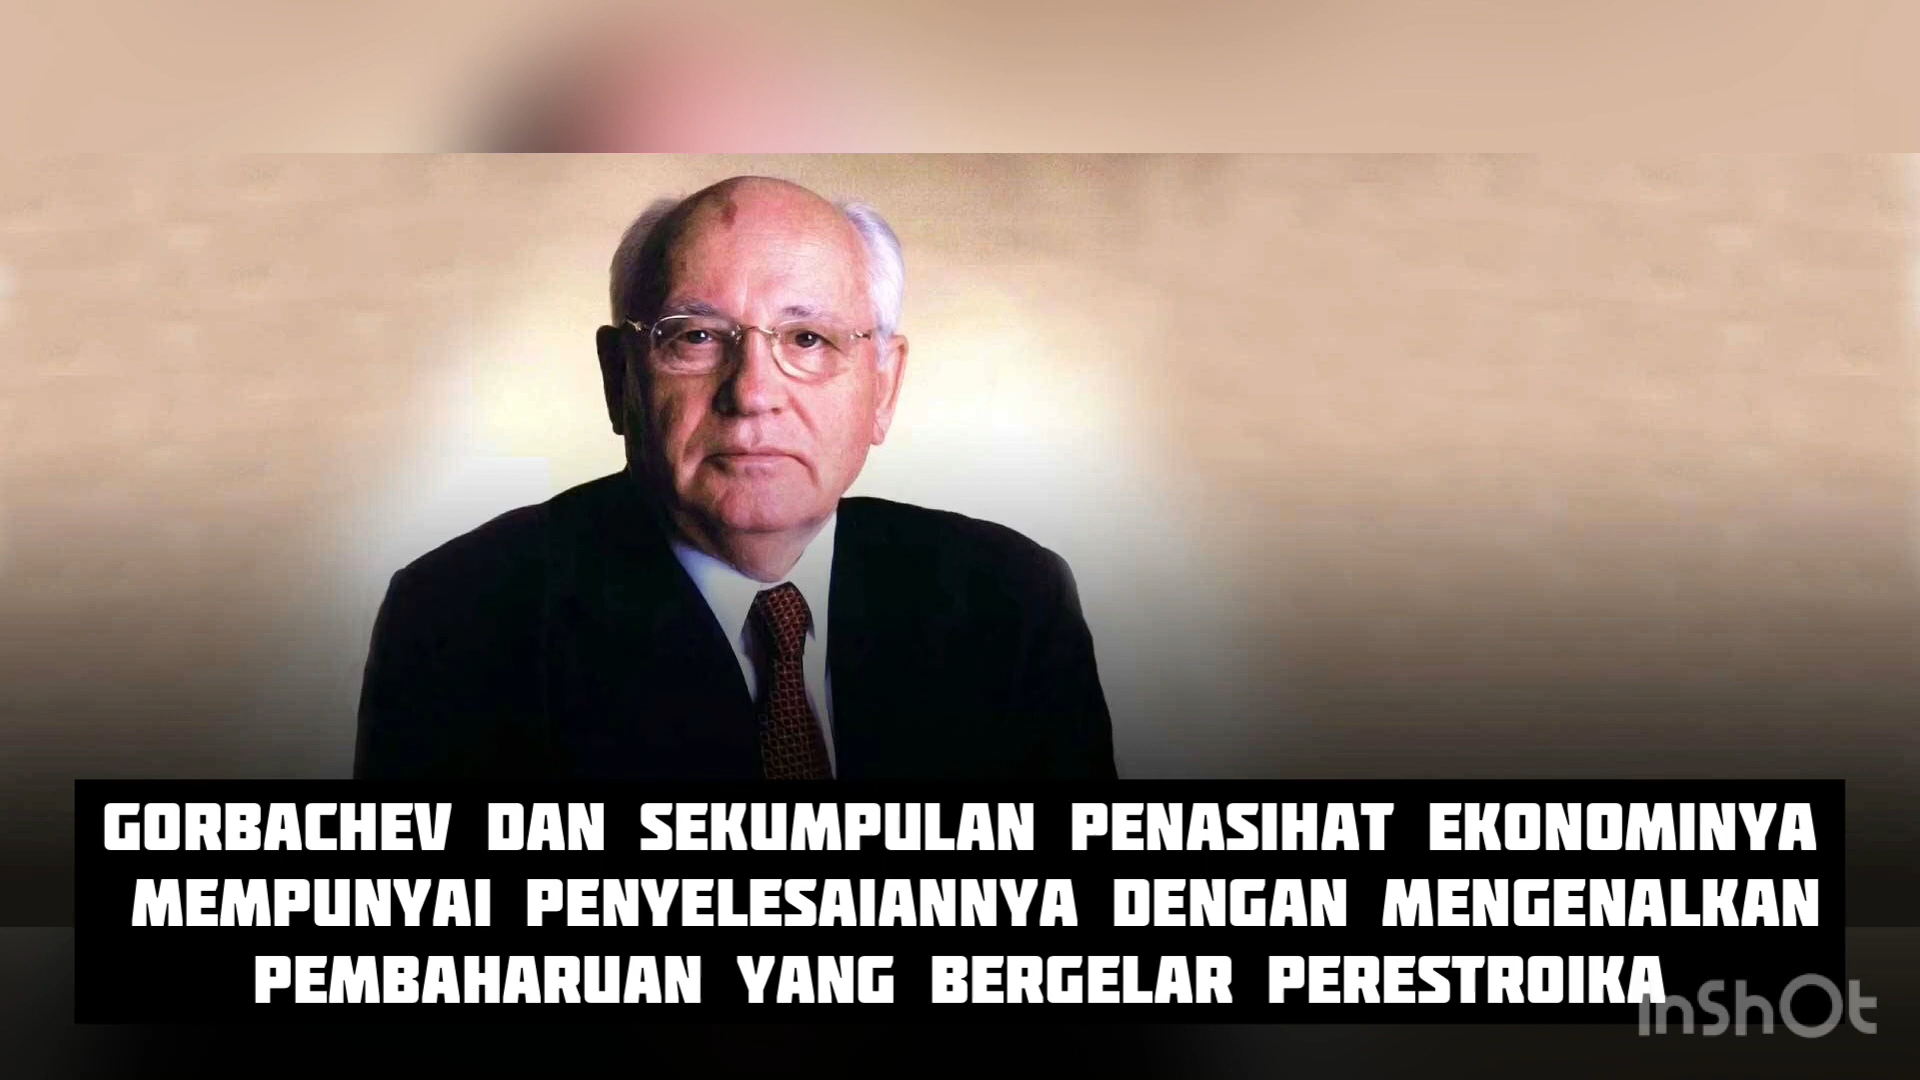 GORBACHEV DAN SEKUMPULAN PENASIHAT EKONOMINYA
MEMPUNYAI PENYELESAIANNYA DENGAN MENGENALKAN
PEMBAHARUAN YANG BERGELAR PERESTROIKA
InShOt